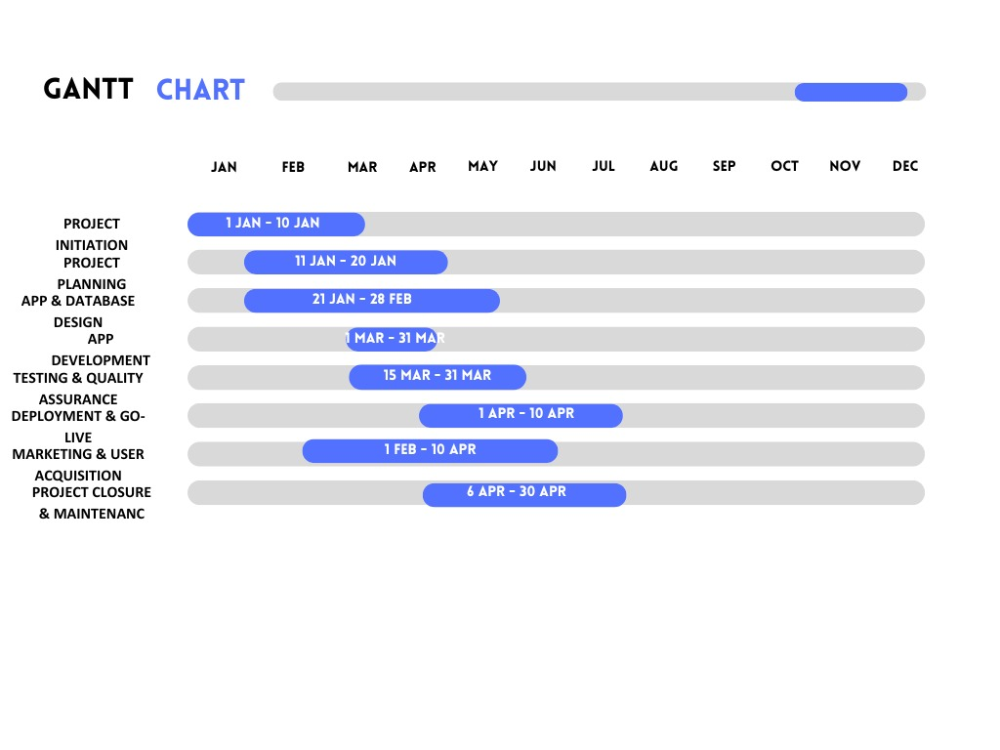 GANTT CHART
JAN FEB MAR APR MAY JUN JUL AUG SEP OCT NOV DEC
PROJECT
INITIATION
1 JAN - 10 JAN
PROJECT
PLANNING
11 JAN - 20 JAN
APP & DATABASE
DESIGN
21 JAN - 28 FEB
APP
DEVELOPMENT
1 MAR - 31 MAR
TESTING & QUALITY
ASSURANCE
15 MAR - 31 MAR
DEPLOYMENT & GO-
LIVE
1 APR - 10 APR
MARKETING & USER
ACQUISITION
1 FEB - 10 APR
PROJECT CLOSURE
& MAINTENANC
6 APR - 30 APR